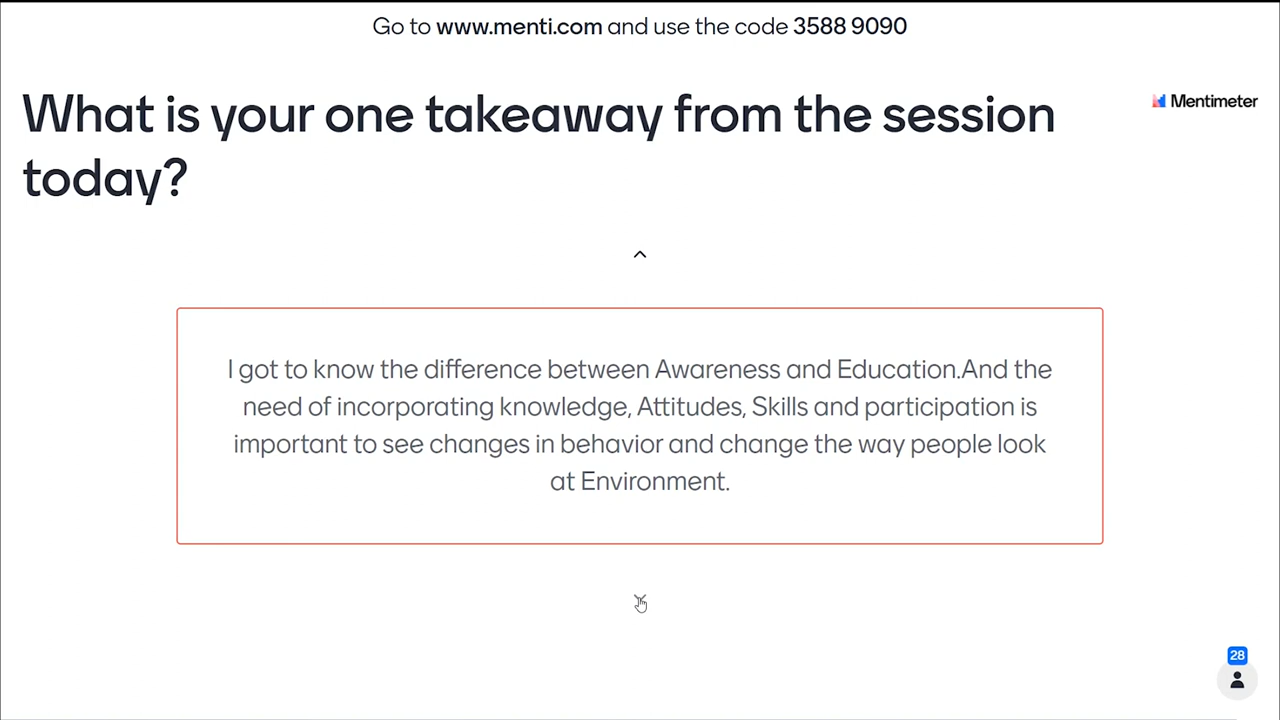 Go to www.menti.com and use the code 3588 9090
What is your one takeaway from the session
today?
Mentimeter
I got to know the difference between Awareness and Education.And the
need of incorporating knowledge, Attitudes, Skills and participation is
important to see changes in behavior and change the way people look
at Environment.
28